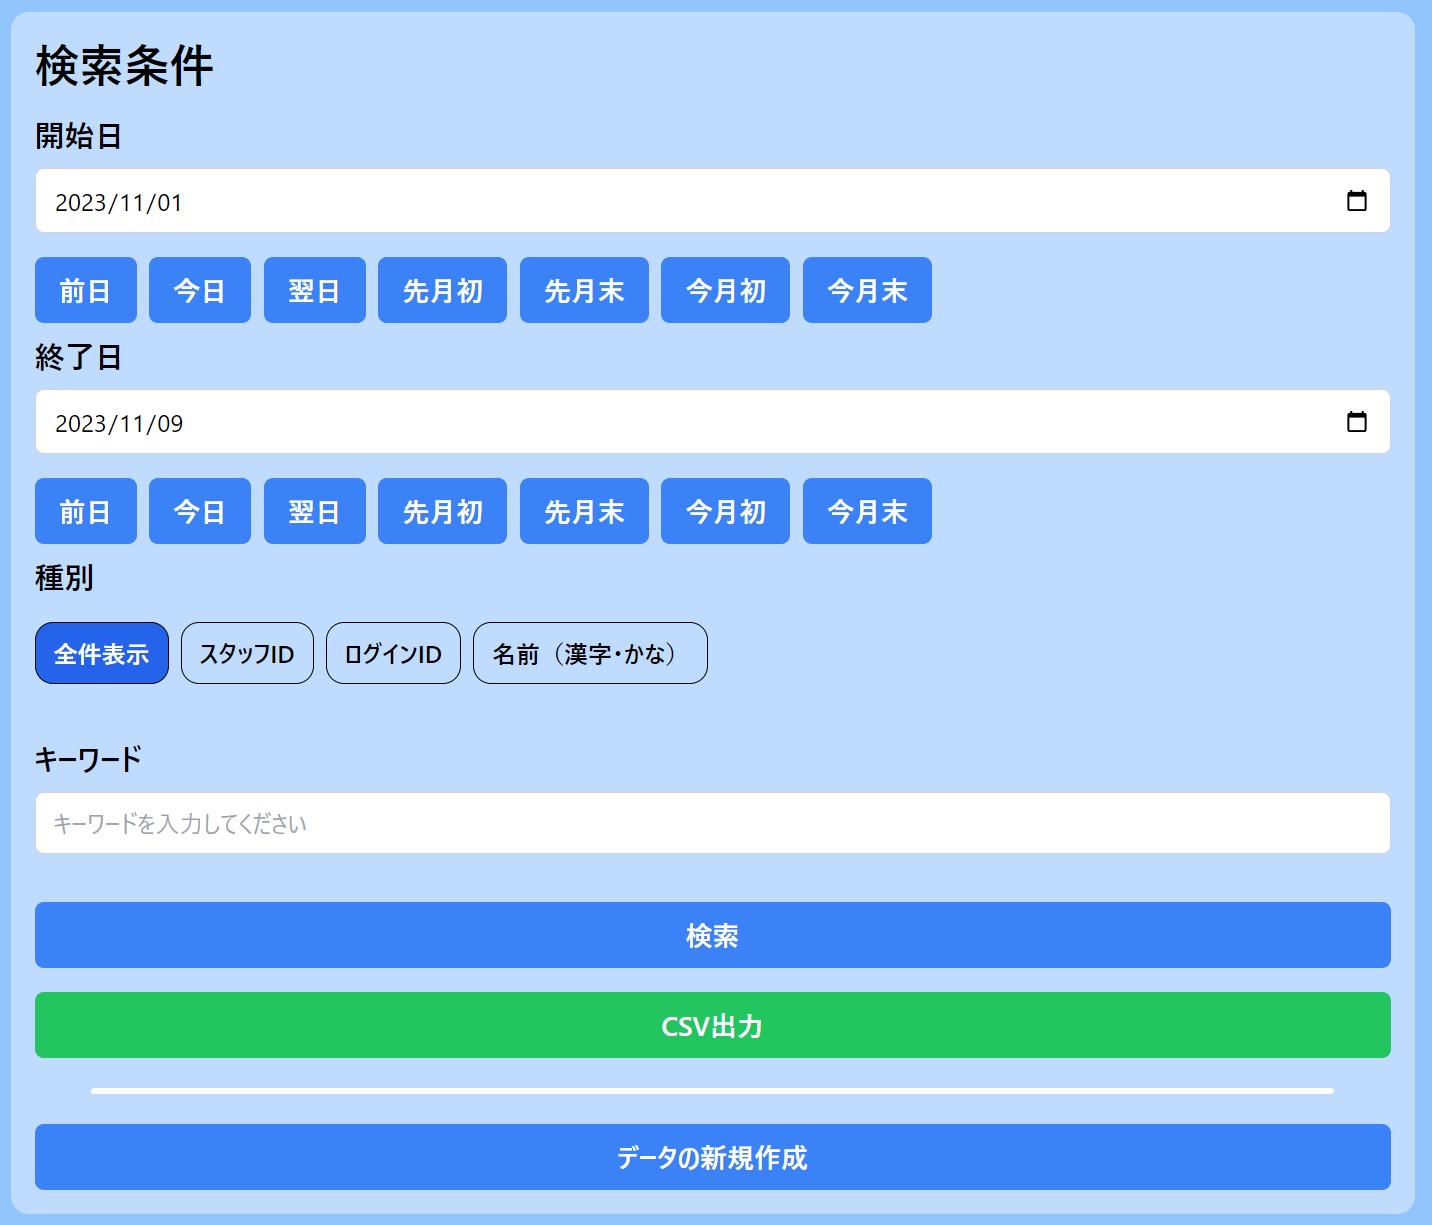 検索条件
開始日
2023/11/01
前日 今日 翌日 先月初 先月末 今月初 今月末
終了日
2023/11/09
前日 今日 翌日 先月初 先月末 今月初 今月末
種別
全件表示 スタッフID ログインID 名前（漢字・かな）
キーワード
キーワードを入力してください
検索
CSV出力
データの新規作成